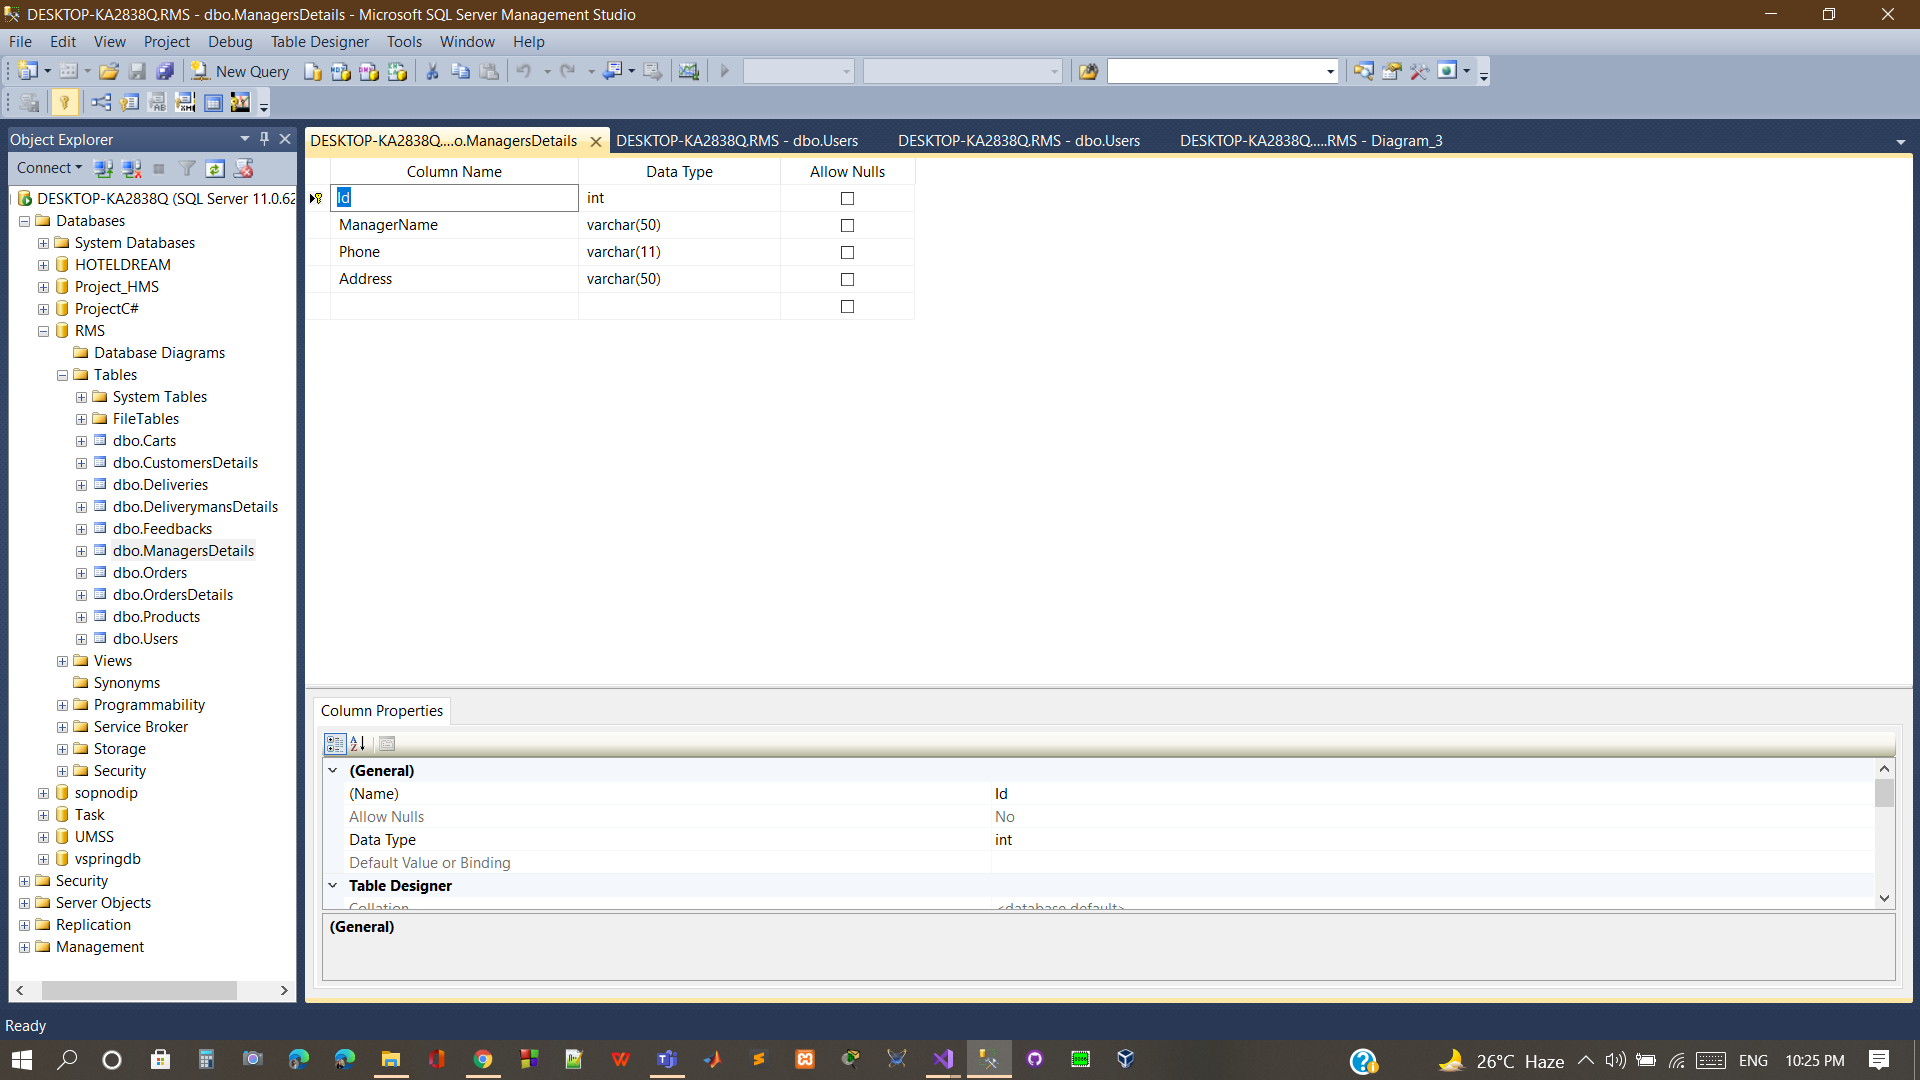 DESKTOP-KA2838Q.RMS - dbo.ManagersDetails - Microsoft SQL Server Management Studio
File Edit View Project Debug Table Designer Tools Window Help
New Query
Object Explorer
Connect
DESKTOP-KA2838Q (SQL Server 11.0.62
Databases
System Databases
HOTELDREAM
Project_HMS
ProjectC#
RMS
Database Diagrams
Tables
System Tables
FileTables
dbo.Carts
dbo.CustomersDetails
dbo.Deliveries
dbo.DeliverymansDetails
dbo.Feedbacks
dbo.ManagersDetails
dbo.Orders
dbo.OrdersDetails
dbo.Products
dbo.Users
Views
Synonyms
Programmability
Service Broker
Storage
Security
sopnodip
Task
UMSS
vspringdb
Security
Server Objects
Replication
Management
DESKTOP-KA2838Q....o.ManagersDetails DESKTOP-KA2838Q.RMS - dbo.Users DESKTOP-KA2838Q.RMS - dbo.Users DESKTOP-KA2838Q.....RMS - Diagram_3
Column Name Data Type Allow Nulls
Id int
ManagerName varchar(50)
Phone varchar(11)
Address varchar(50)
Column Properties
(General)
(Name) Id
Allow Nulls No
Data Type int
Default Value or Binding
Table Designer
Collation <database default>
(General)
Ready
26°C Haze ENG 10:25 PM